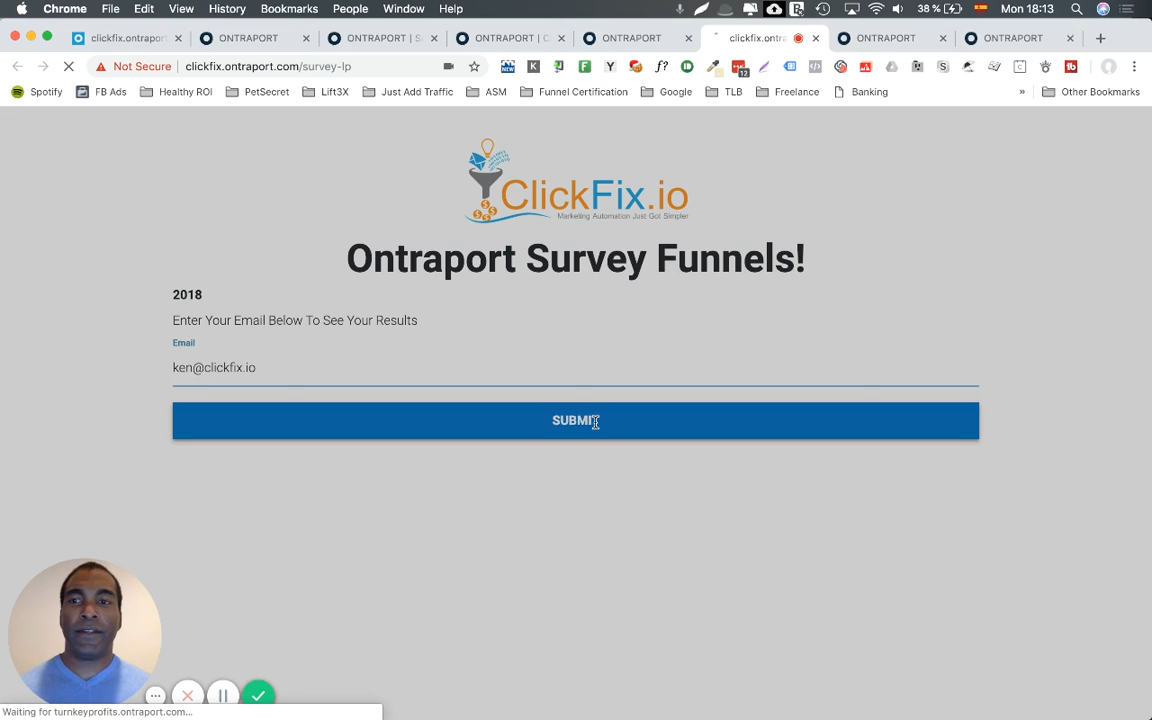 Chrome File Edit View History Bookmarks People Window Help 38 % Mon 18:13
clickfix.ontraport ONTRAPORT ONTRAPORT | S ONTRAPORT | C ONTRAPORT clickfix.ontra ONTRAPORT ONTRAPORT
Not Secure clickfix.ontraport.com/survey-lp
Spotify FB Ads Healthy ROI PetSecret Lift3X Just Add Traffic ASM Funnel Certification Google TLB Freelance Banking » Other Bookmarks
ClickFix.io
Marketing Automation Just Got Simpler
Ontraport Survey Funnels!
2018
Enter Your Email Below To See Your Results
Email
ken@clickfix.io
SUBMIT
Waiting for turnkeyprofits.ontraport.com...